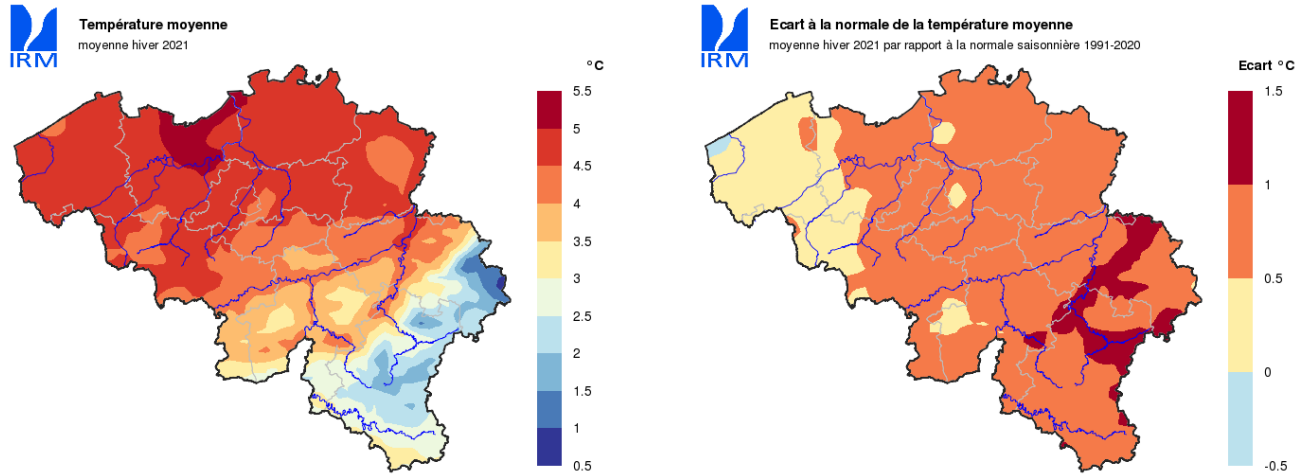 IRM
Température moyenne
moyenne hiver 2021
°C
5.5
5
4.5
4
3.5
3
2.5
2
1.5
1
0.5
IRM
Ecart à la normale de la température moyenne
moyenne hiver 2021 par rapport à la normale saisonnière 1991-2020
Ecart °C
1.5
1
0.5
0
-0.5